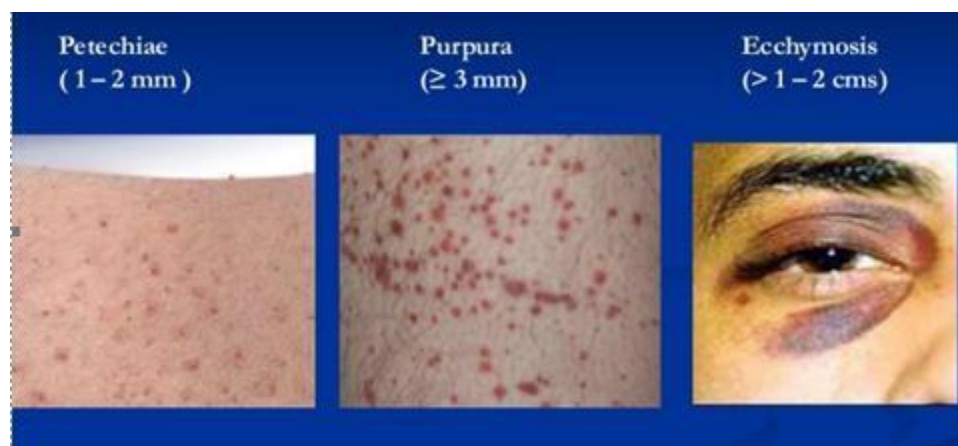 Petechiae
( 1 – 2 mm )
Purpura
(≥ 3 mm)
Ecchymosis
(> 1 – 2 cms)